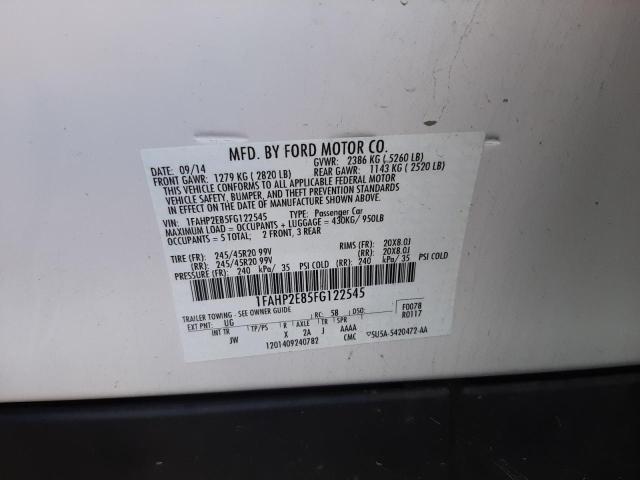 MFD. BY FORD MOTOR CO.
DATE: 09/14 GVWR: 2386 KG ( 5260 LB)
FRONT GAWR: 1279 KG ( 2820 LB) REAR GAWR: 1143 KG ( 2520 LB)
THIS VEHICLE CONFORMS TO ALL APPLICABLE FEDERAL MOTOR
VEHICLE SAFETY, BUMPER, AND THEFT PREVENTION STANDARDS
IN EFFECT ON THE DATE OF MANUFACTURE SHOWN ABOVE.
VIN: 1FAHP2E85FG122545 TYPE: Passenger Car
MAXIMUM LOAD = OCCUPANTS + LUGGAGE = 430KG/ 950LB
OCCUPANTS = 5 TOTAL; 2 FRONT, 3 REAR
TIRE (FR): 245/45R20 99V RIMS (FR): 20X8.0J
(RR): 245/45R20 99V (RR): 20X8.0J
PRESSURE (FR): 240 kPa/ 35 PSI COLD (RR): 240 kPa/ 35 PSI COLD
1FAHP2E85FG122545
TRAILER TOWING - SEE OWNER GUIDE
EXT PNT: UG RC: 58 DSO: F0078
R0117
INT TR TP/PS R AXLE TR SPR
JW X 2A J AAAA
1201409240782 CMC ▽5U5A-5420472-AA